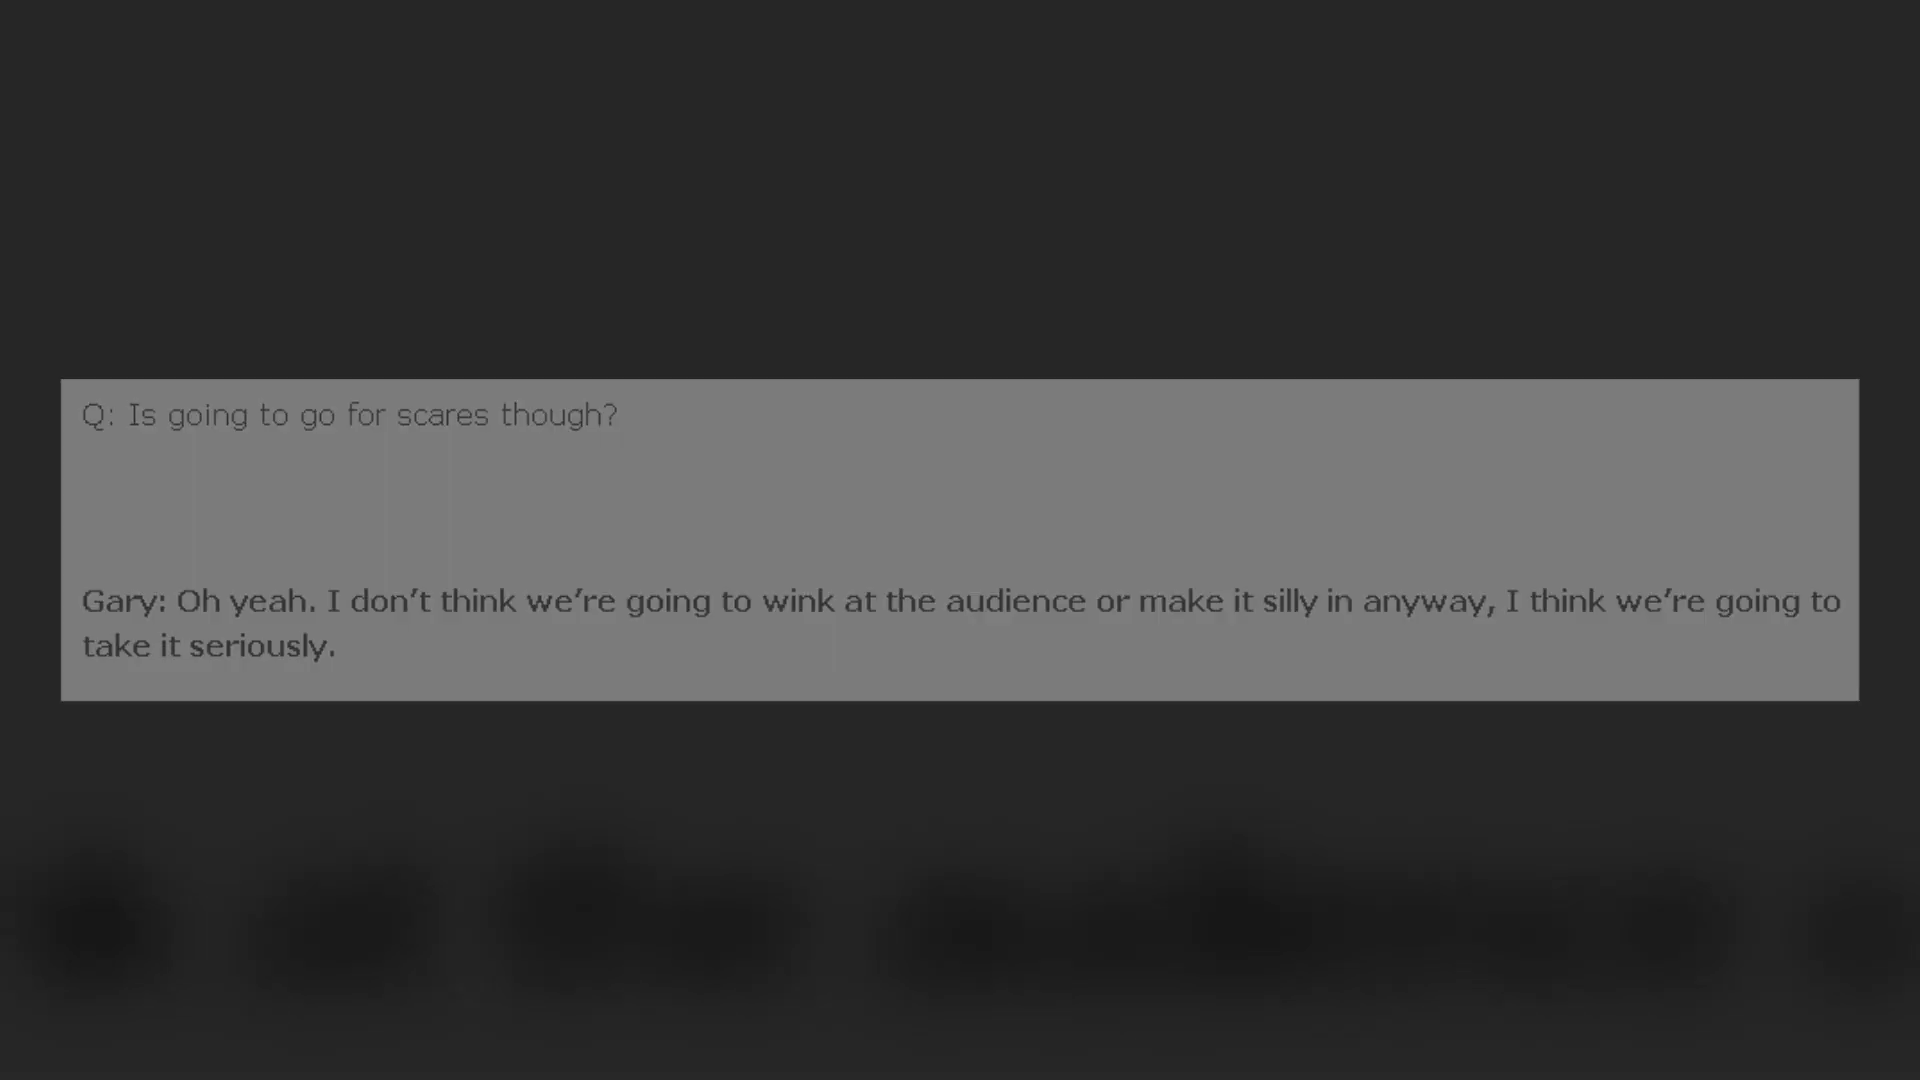 Q: Is going to go for scares though?
Gary: Oh yeah. I don’t think we’re going to wink at the audience or make it silly in anyway, I think we’re going to
take it seriously.